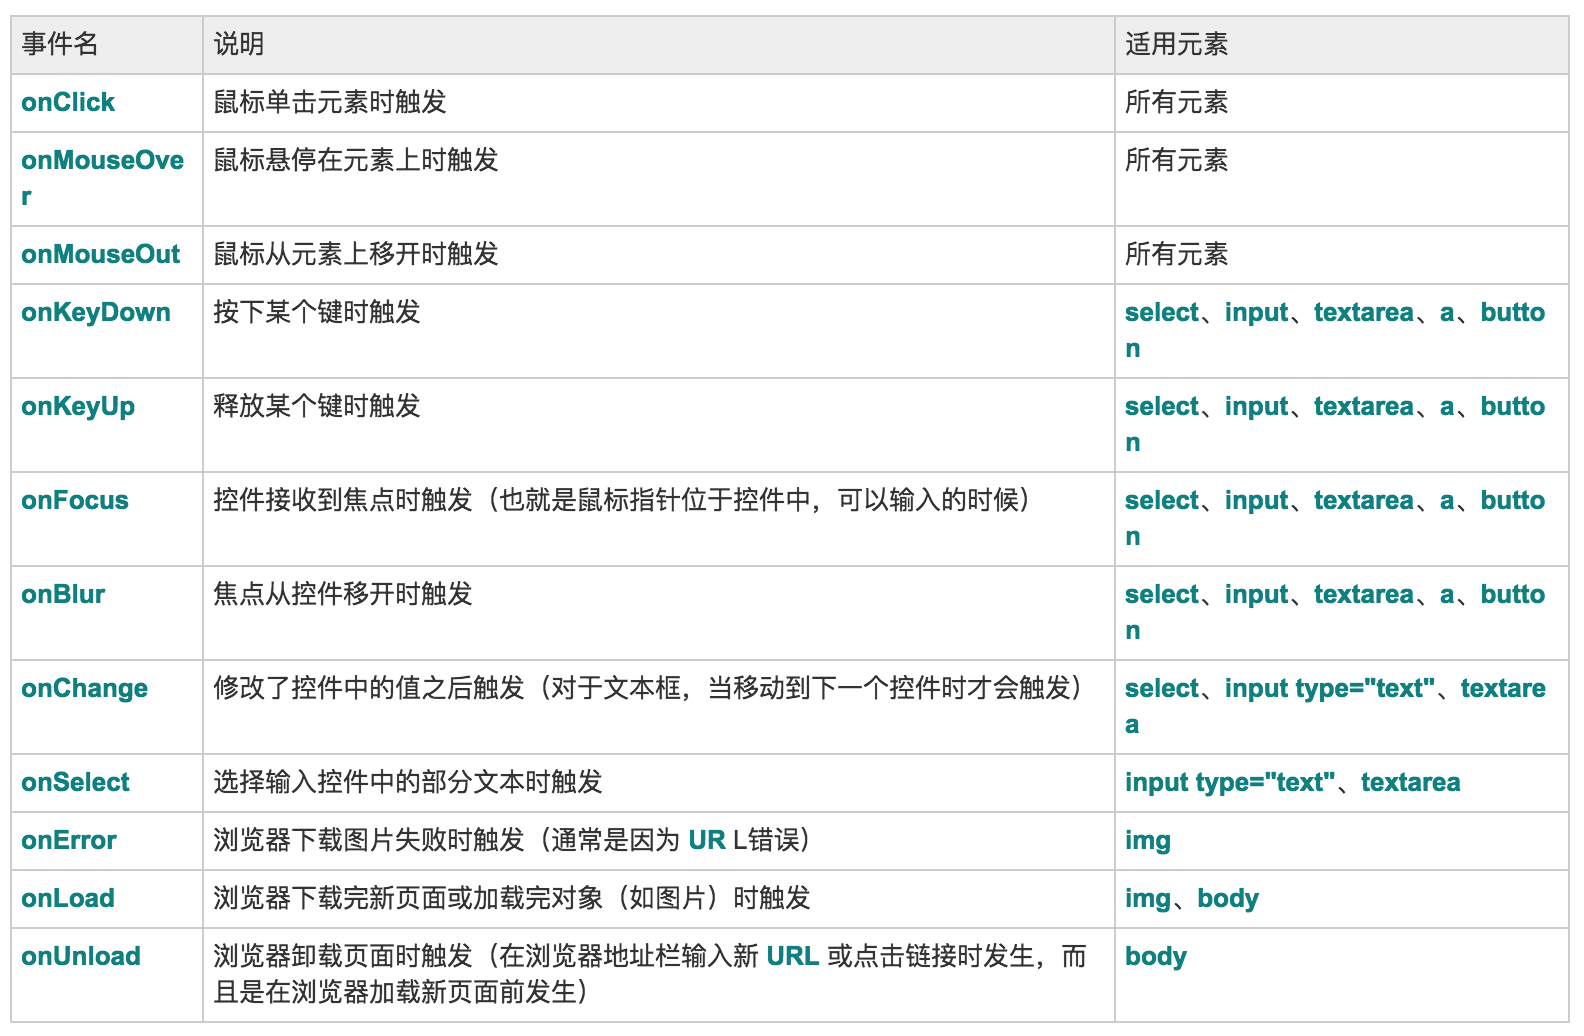 事件名 说明 适用元素
onClick 鼠标单击元素时触发 所有元素
onMouseOve 鼠标悬停在元素上时触发 所有元素
r
onMouseOut 鼠标从元素上移开时触发 所有元素
onKeyDown 按下某个键时触发 select、input、textarea、a、butto
n
onKeyUp 释放某个键时触发 select、input、textarea、a、butto
n
onFocus 控件接收到焦点时触发（也就是鼠标指针位于控件中，可以输入的时候） select、input、textarea、a、butto
n
onBlur 焦点从控件移开时触发 select、input、textarea、a、butto
n
onChange 修改了控件中的值之后触发（对于文本框，当移动到下一个控件时才会触发） select、input type="text"、textare
a
onSelect 选择输入控件中的部分文本时触发 input type="text"、textarea
onError 浏览器下载图片失败时触发（通常是因为 UR L错误） img
onLoad 浏览器下载完新页面或加载完对象（如图片）时触发 img、body
onUnload 浏览器卸载页面时触发（在浏览器地址栏输入新 URL 或点击链接时发生，而 body
且是在浏览器加载新页面前发生）